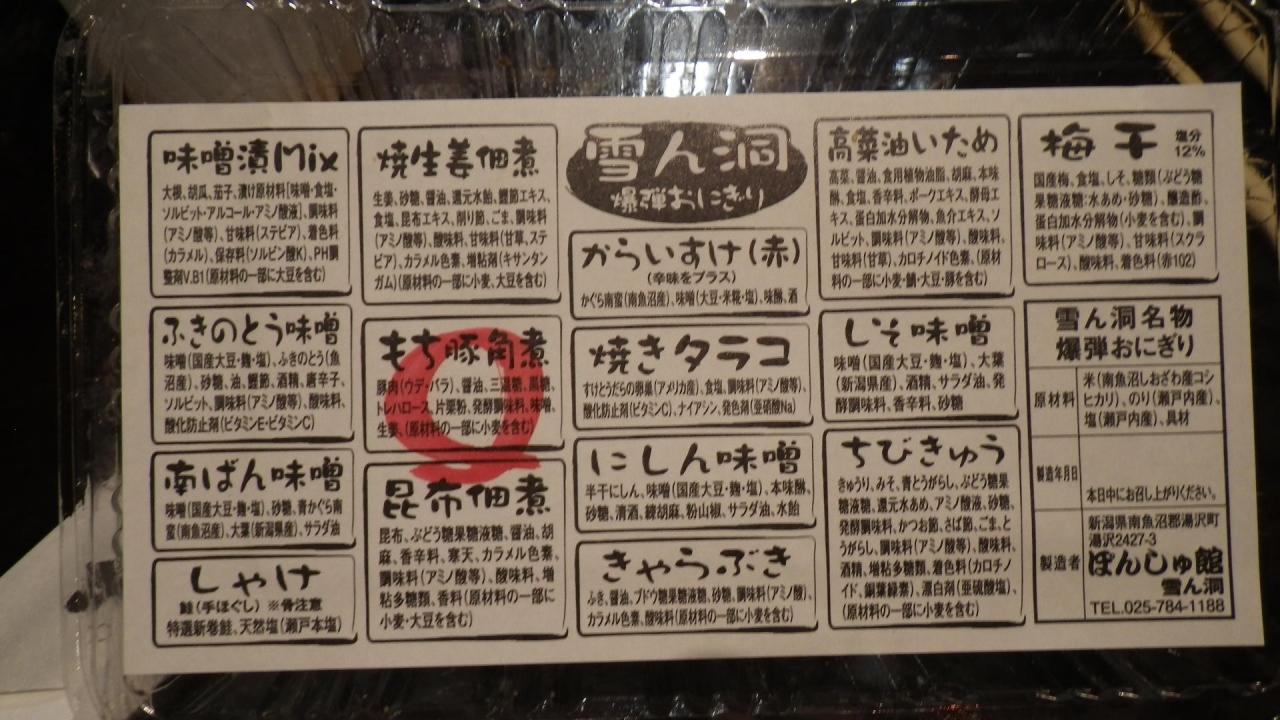 味噌漬Mix
大根、胡瓜、茄子、漬け原材料[味噌・食塩・
ソルビット・アルコール・アミノ酸液]、調味料
(アミノ酸等)、甘味料(ステビア)、着色料
(カラメル)、保存料(ソルビン酸K)、PH調
整剤V.B1(原材料の一部に大豆を含む)
ふきのとう味噌
味噌(国産大豆・麹・塩)、ふきのとう(魚
沼産)、砂糖、油、鰹節、酒精、唐辛子、
ソルビット、調味料(アミノ酸等)、酸味料、
酸化防止剤(ビタミンE・ビタミンC)
南ばん味噌
味噌(国産大豆・麹・塩)、砂糖、青かぐら南
蛮(南魚沼産)、大葉(新潟県産)、サラダ油
しゃけ
鮭(手ほぐし)※骨注意
特選新巻鮭、天然塩(瀬戸本塩)
焼生姜佃煮
生姜、砂糖、醤油、還元水飴、鰹節エキス、
食塩、昆布エキス、削り節、ごま、調味料
(アミノ酸等)、酸味料、甘味料(甘草、ステ
ビア)、カラメル色素、増粘剤(キサンタン
ガム)(原材料の一部に小麦、大豆を含む)
もち豚角煮
豚肉(ウデ・バラ)、醤油、三温糖、黒糖、
トレハロース、片栗粉、発酵調味料、味噌、
生姜、(原材料の一部に小麦を含む)
昆布佃煮
昆布、ぶどう糖果糖液糖、醤油、胡
麻、香辛料、寒天、カラメル色素、
調味料(アミノ酸等)、酸味料、増
粘多糖類、香料(原材料の一部に
小麦・大豆を含む)
雪ん洞
爆弾おにぎり
からいすけ(赤)
(辛味をプラス)
かぐら南蛮(南魚沼産)、味噌(大豆・米糀・塩)、味醂、酒
焼きタラコ
すけとうだらの卵巣(アメリカ産)、食塩、調味料(アミノ酸等)、
酸化防止剤(ビタミンC)、ナイアシン、発色剤(亜硝酸Na)
にしん味噌
半干にしん、味噌(国産大豆・麹・塩)、本味醂、
砂糖、清酒、練胡麻、粉山椒、サラダ油、水飴
きゃらぶき
ふき、醤油、ブドウ糖果糖液糖、砂糖、調味料(アミノ酸)、
カラメル色素、酸味料(原材料の一部に小麦を含む)
高菜油いため
高菜、醤油、食用植物油脂、胡麻、本味
醂、食塩、香辛料、ポークエキス、酵母エ
キス、蛋白加水分解物、魚介エキス、ソ
ルビット、調味料(アミノ酸等)、酸味料、
甘味料(甘草)、カロチノイド色素、(原材
料の一部に小麦・鯖・大豆・豚を含む)
しそ味噌
味噌(国産大豆・麹・塩)、大葉
(新潟県産)、酒精、サラダ油、発
酵調味料、香辛料、砂糖
ちびきゅう
きゅうり、みそ、青とうがらし、ぶどう糖果
糖液糖、還元水あめ、アミノ酸液、砂糖、
発酵調味料、かつお節、さば節、ごま、と
うがらし、調味料(アミノ酸等)、酸味料、
酒精、増粘多糖類、着色料(カロチノ
イド、銅葉緑素)、漂白剤(亜硫酸塩)、
(原材料の一部に小麦を含む)
梅干 塩分12%
国産梅、食塩、しそ、糖類(ぶどう糖
果糖液糖:水あめ・砂糖)、醸造酢、
蛋白加水分解物(小麦を含む)、調
味料(アミノ酸等)、甘味料(スクラ
ロース)、酸味料、着色料(赤102)
雪ん洞名物
爆弾おにぎり
原材料 米(南魚沼しおざわ産コシ
ヒカリ)、のり(瀬戸内産)、
塩(瀬戸内産)、具材
製造年月日
本日中にお召し上がりください。
製造者 新潟県南魚沼郡湯沢町
湯沢2427-3
ぽんしゅ館
雪ん洞
TEL.025-784-1188